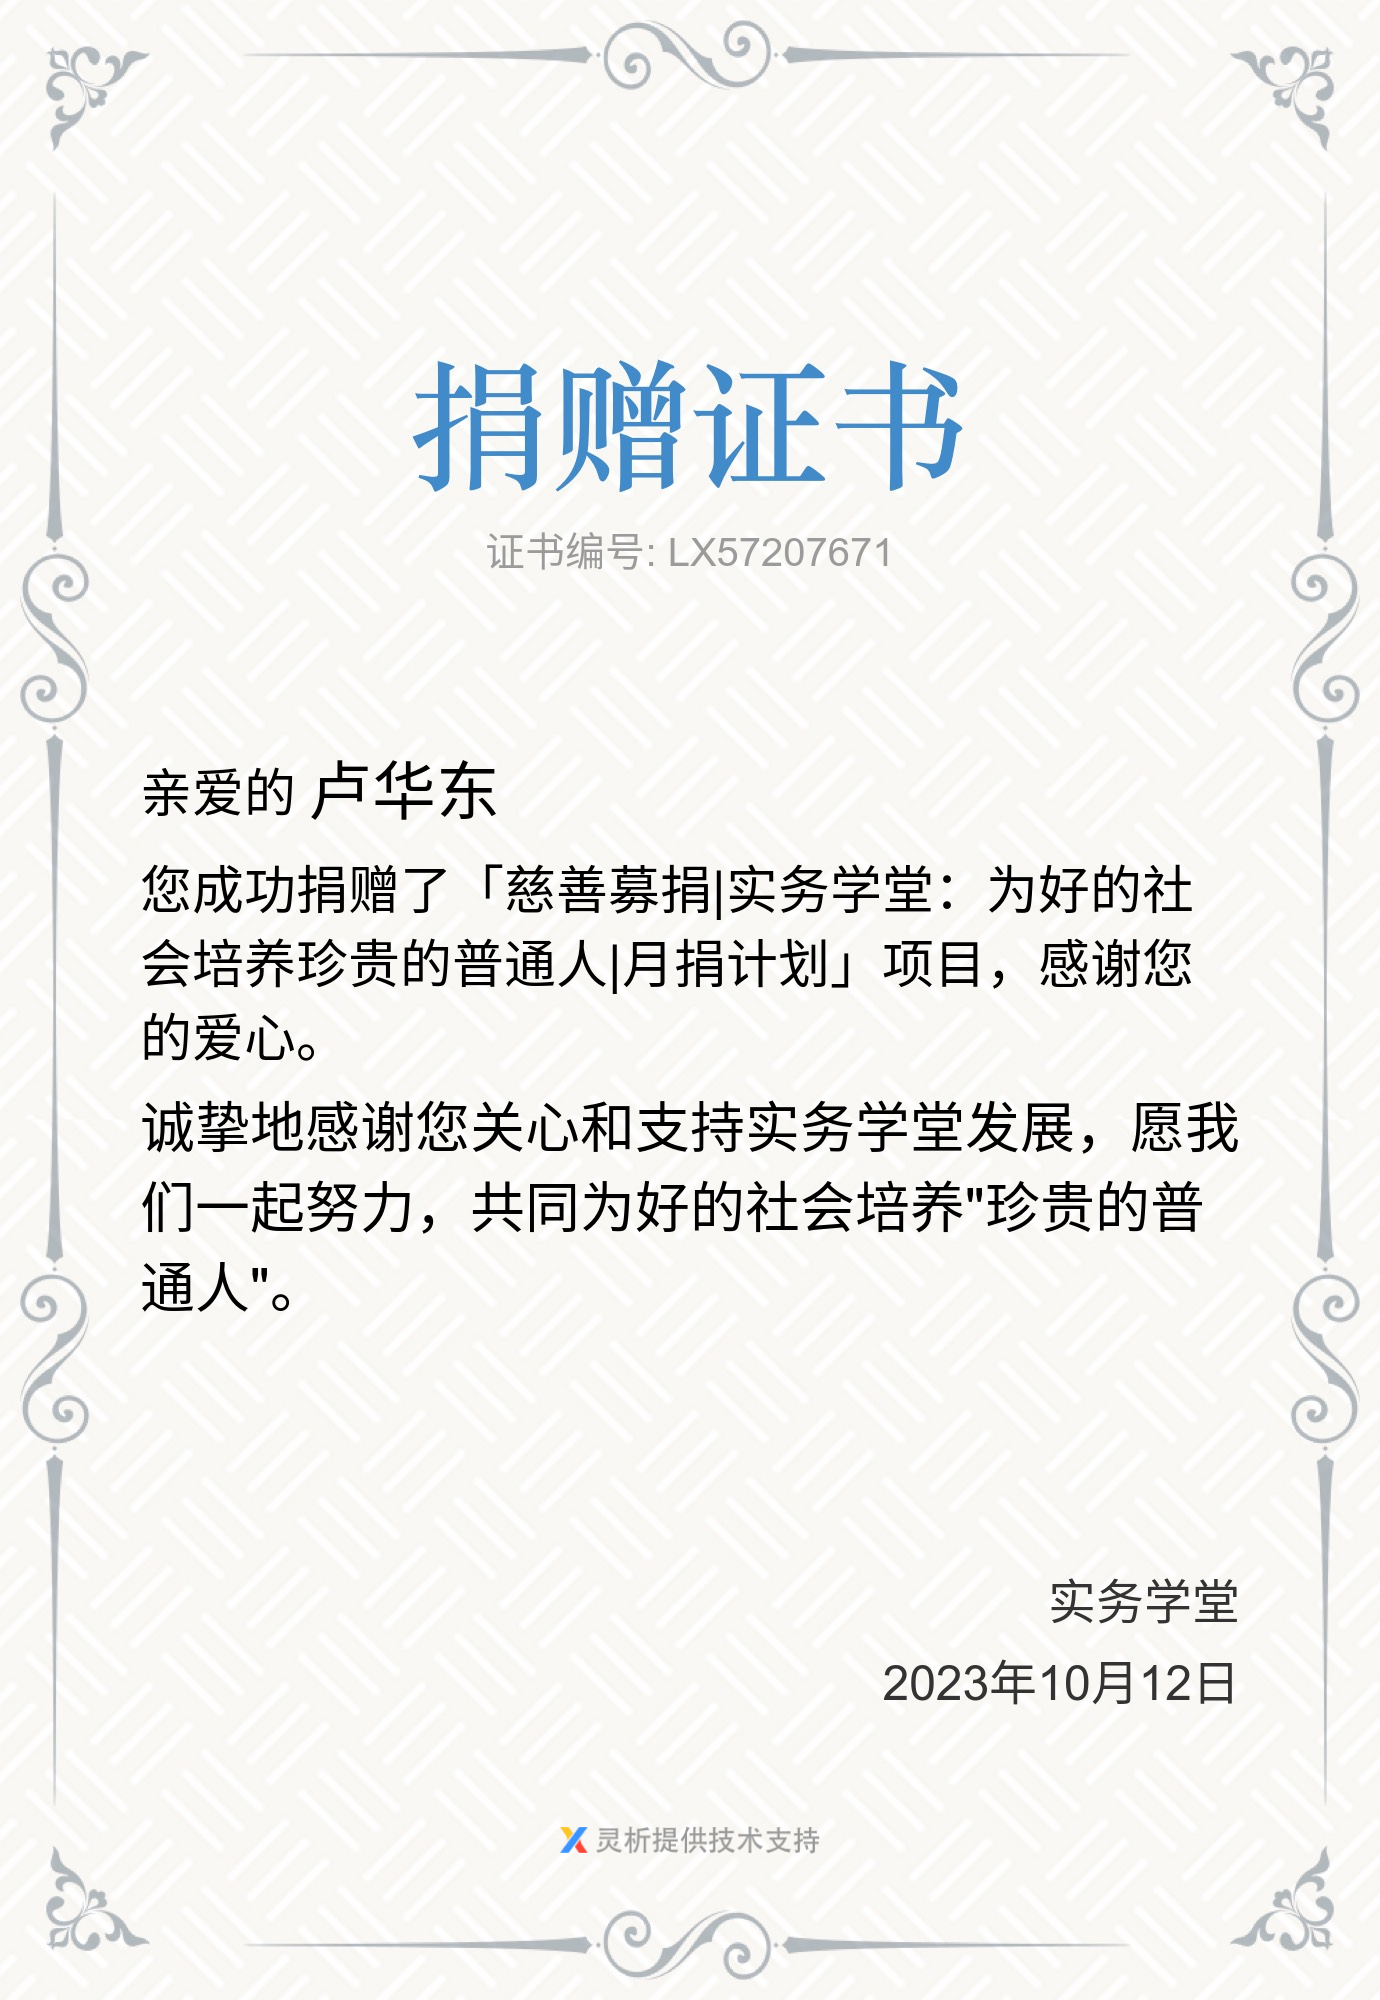 捐赠证书
证书编号: LX57207671
亲爱的 卢华东
您成功捐赠了「慈善募捐|实务学堂：为好的社
会培养珍贵的普通人|月捐计划」项目，感谢您
的爱心。
诚挚地感谢您关心和支持实务学堂发展，愿我
们一起努力，共同为好的社会培养"珍贵的普
通人"。
实务学堂
2023年10月12日
灵析提供技术支持